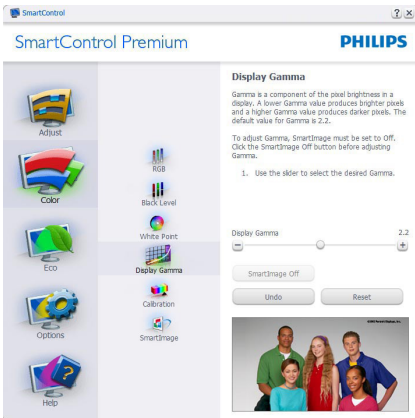 SmartControl
SmartControl Premium
PHILIPS
Adjust
Color
Eco
Options
Help
RGB
Black Level
White Point
Display Gamma
Calibration
SmartImage
Display Gamma
Gamma is a component of the pixel brightness in a
display. A lower Gamma value produces brighter pixels
and a higher Gamma value produces darker pixels. The
default value for Gamma is 2.2.
To adjust Gamma, SmartImage must be set to Off.
Click the SmartImage Off button before adjusting
Gamma.
1. Use the slider to select the desired Gamma.
Display Gamma 2.2
SmartImage Off
Undo Reset